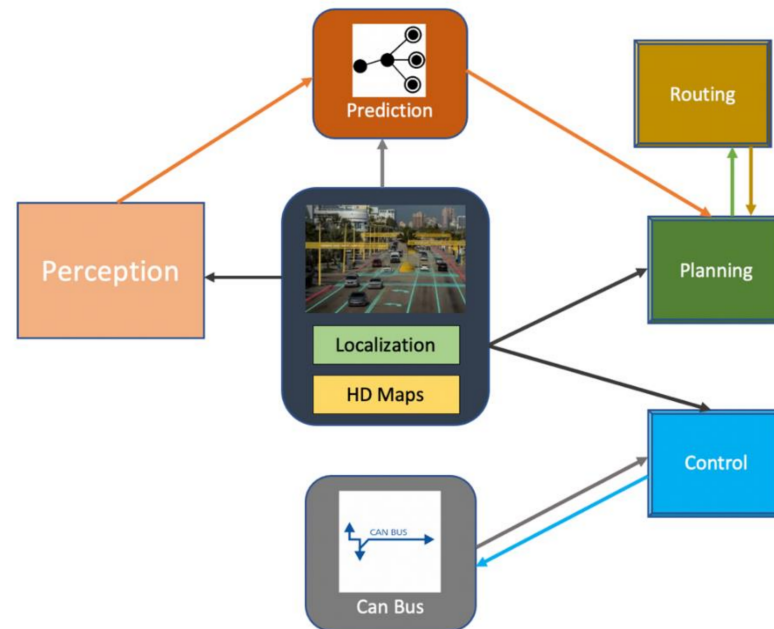 Prediction
Routing
Perception
Planning
Localization
HD Maps
Control
CAN BUS
Can Bus